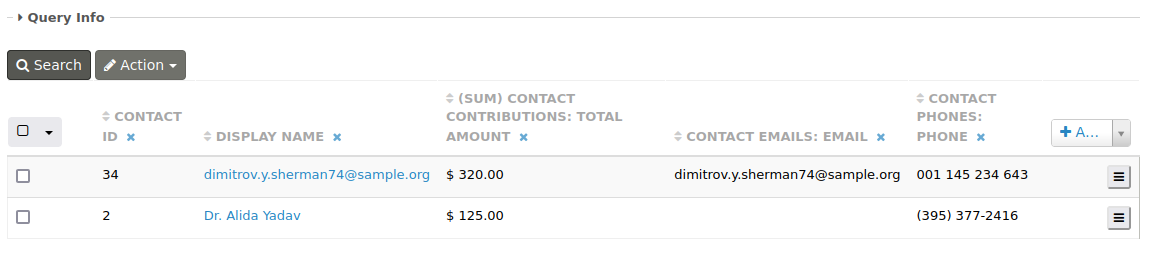 Query Info
Search Action
CONTACT ID
DISPLAY NAME
(SUM) CONTACT CONTRIBUTIONS: TOTAL AMOUNT
CONTACT EMAILS: EMAIL
CONTACT PHONES: PHONE
A...
34 dimitrov.y.sherman74@sample.org $ 320.00 dimitrov.y.sherman74@sample.org 001 145 234 643
2 Dr. Alida Yadav $ 125.00 (395) 377-2416